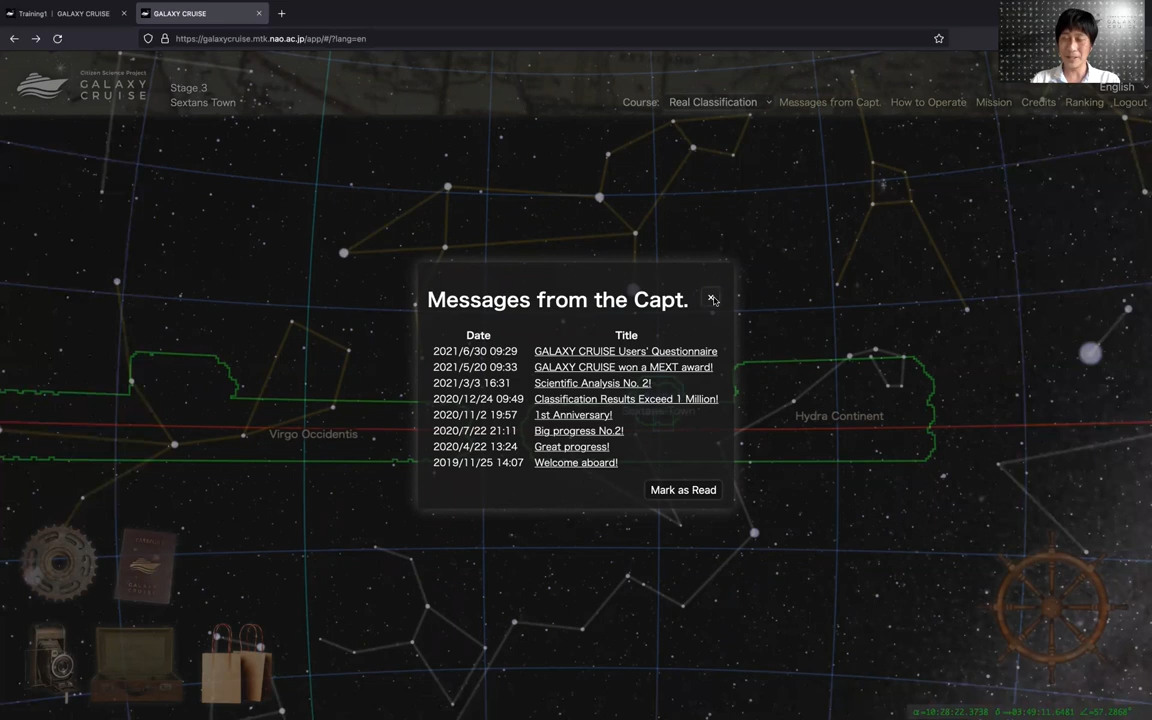 Training1 | GALAXY CRUISE
GALAXY CRUISE
https://galaxycruise.mtk.nao.ac.jp/app/#/?lang=en
Citizen Science Project
GALAXY
CRUISE
Stage 3
Sextans Town
English
Course: Real Classification
Messages from Capt.
How to Operate
Mission
Credits
Ranking
Logout
Messages from the Capt.
Date Title
2021/6/30 09:29 GALAXY CRUISE Users' Questionnaire
2021/5/20 09:33 GALAXY CRUISE won a MEXT award!
2021/3/3 16:31 Scientific Analysis No. 2!
2020/12/24 09:49 Classification Results Exceed 1 Million!
2020/11/2 19:57 1st Anniversary!
2020/7/22 21:11 Big progress No.2!
2020/4/22 13:24 Great progress!
2019/11/25 14:07 Welcome aboard!
Mark as Read
Virgo Occidentis
Hydra Continent